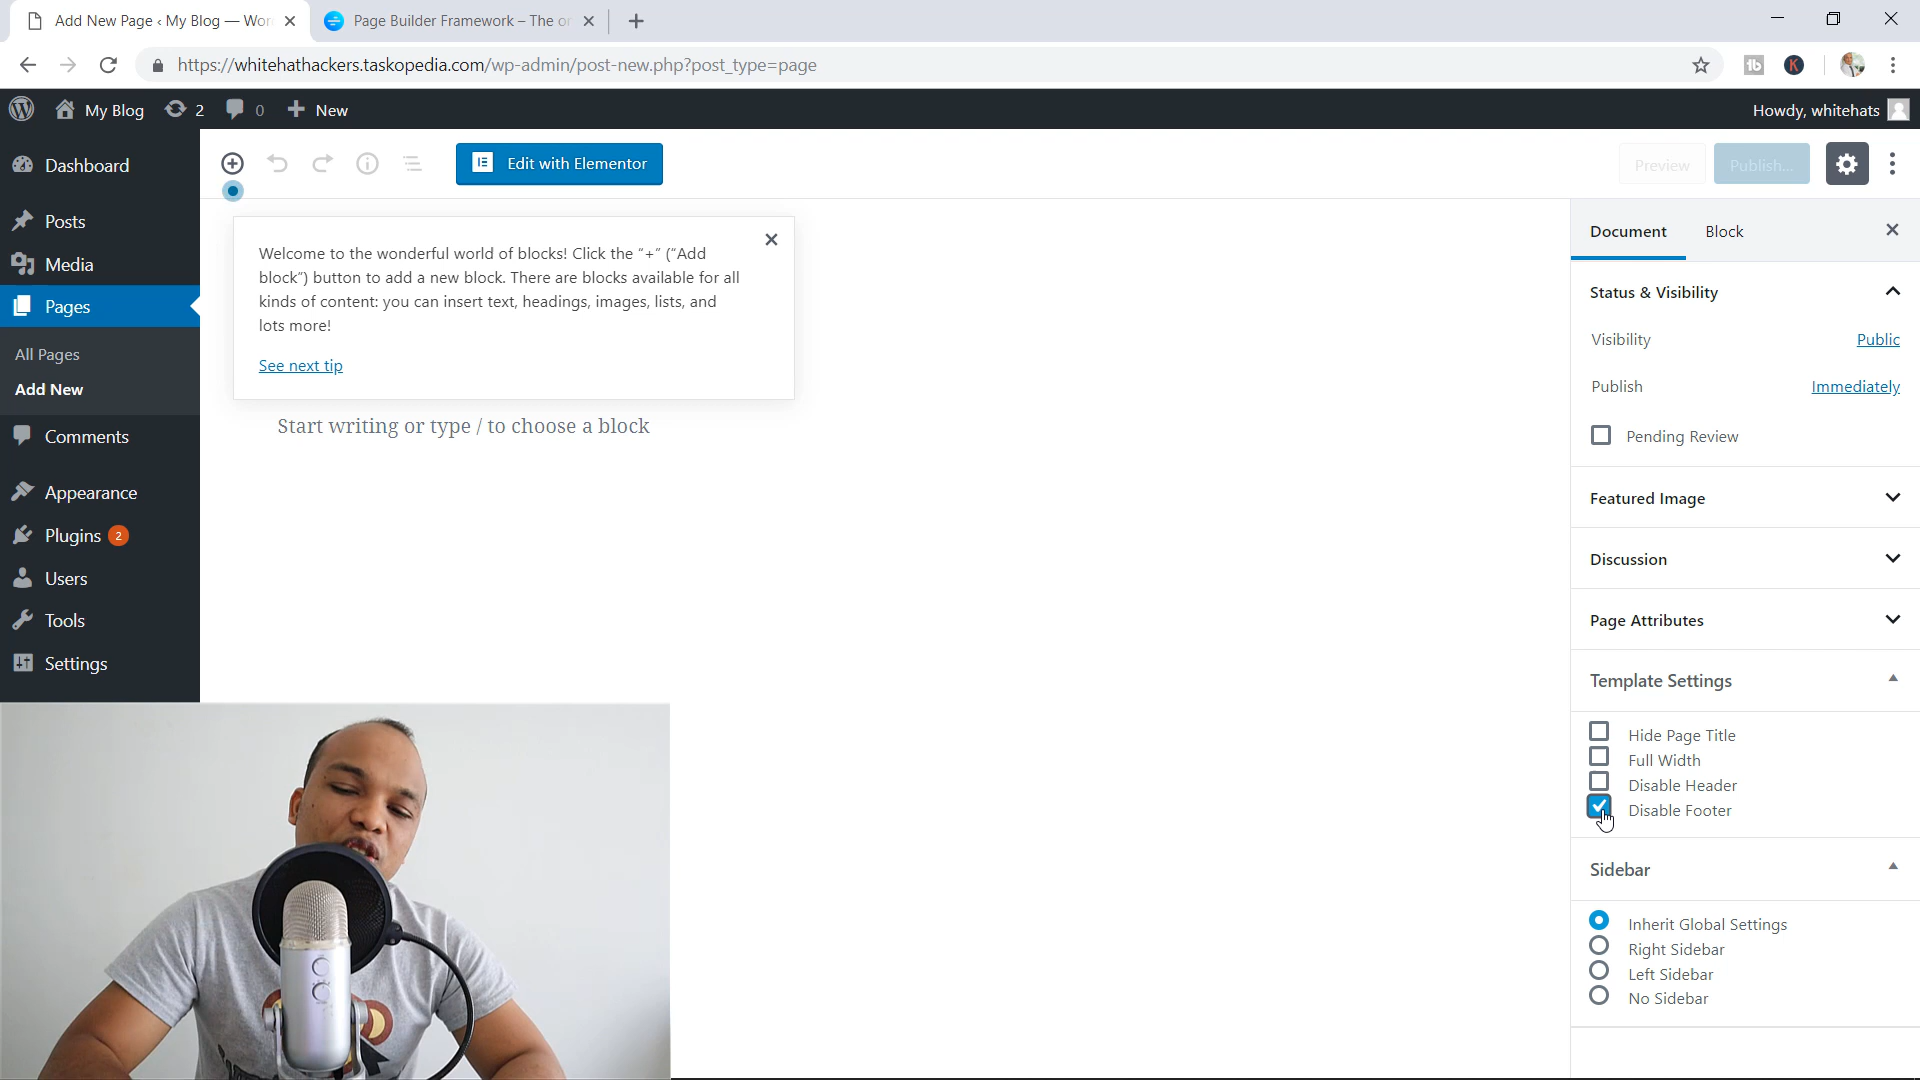 Add New Page ‹ My Blog — Wor
Page Builder Framework – The or
https://whitehathackers.taskopedia.com/wp-admin/post-new.php?post_type=page
tb
K
My Blog
2
0
New
Howdy, whitehats
Dashboard
Posts
Media
Pages
All Pages
Add New
Comments
Appearance
Plugins 2
Users
Tools
Settings
Edit with Elementor
Preview
Publish...
Welcome to the wonderful world of blocks! Click the “+” (“Add
block”) button to add a new block. There are blocks available for all
kinds of content: you can insert text, headings, images, lists, and
lots more!
See next tip
Start writing or type / to choose a block
Document
Block
Status & Visibility
Visibility
Public
Publish
Immediately
Pending Review
Featured Image
Discussion
Page Attributes
Template Settings
Hide Page Title
Full Width
Disable Header
Disable Footer
Sidebar
Inherit Global Settings
Right Sidebar
Left Sidebar
No Sidebar